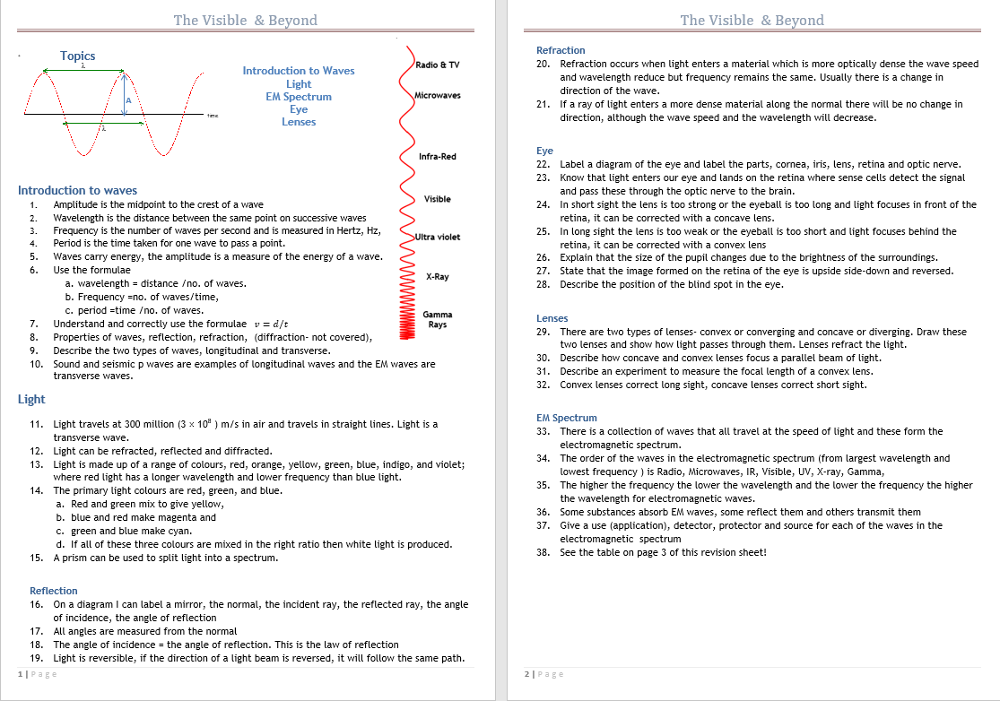 The Visible & Beyond
Topics
λ
A
time
λ
Introduction to Waves
Light
EM Spectrum
Eye
Lenses
Radio & TV
Microwaves
Infra-Red
Visible
Ultra violet
X-Ray
Gamma
Rays
Introduction to waves
1. Amplitude is the midpoint to the crest of a wave
2. Wavelength is the distance between the same point on successive waves
3. Frequency is the number of waves per second and is measured in Hertz, Hz,
4. Period is the time taken for one wave to pass a point.
5. Waves carry energy, the amplitude is a measure of the energy of a wave.
6. Use the formulae
a. wavelength = distance /no. of waves.
b. Frequency =no. of waves/time,
c. period =time /no. of waves.
7. Understand and correctly use the formulae v = d/t
8. Properties of waves, reflection, refraction, (diffraction- not covered),
9. Describe the two types of waves, longitudinal and transverse.
10. Sound and seismic p waves are examples of longitudinal waves and the EM waves are
transverse waves.
Light
11. Light travels at 300 million (3 × 10⁸ ) m/s in air and travels in straight lines. Light is a
transverse wave.
12. Light can be refracted, reflected and diffracted.
13. Light is made up of a range of colours, red, orange, yellow, green, blue, indigo, and violet;
where red light has a longer wavelength and lower frequency than blue light.
14. The primary light colours are red, green, and blue.
a. Red and green mix to give yellow,
b. blue and red make magenta and
c. green and blue make cyan.
d. If all of these three colours are mixed in the right ratio then white light is produced.
15. A prism can be used to split light into a spectrum.
Reflection
16. On a diagram I can label a mirror, the normal, the incident ray, the reflected ray, the angle
of incidence, the angle of reflection
17. All angles are measured from the normal
18. The angle of incidence = the angle of reflection. This is the law of reflection
19. Light is reversible, if the direction of a light beam is reversed, it will follow the same path.
1 | Page
The Visible & Beyond
Refraction
20. Refraction occurs when light enters a material which is more optically dense the wave speed
and wavelength reduce but frequency remains the same. Usually there is a change in
direction of the wave.
21. If a ray of light enters a more dense material along the normal there will be no change in
direction, although the wave speed and the wavelength will decrease.
Eye
22. Label a diagram of the eye and label the parts, cornea, iris, lens, retina and optic nerve.
23. Know that light enters our eye and lands on the retina where sense cells detect the signal
and pass these through the optic nerve to the brain.
24. In short sight the lens is too strong or the eyeball is too long and light focuses in front of the
retina, it can be corrected with a concave lens.
25. In long sight the lens is too weak or the eyeball is too short and light focuses behind the
retina, it can be corrected with a convex lens
26. Explain that the size of the pupil changes due to the brightness of the surroundings.
27. State that the image formed on the retina of the eye is upside side-down and reversed.
28. Describe the position of the blind spot in the eye.
Lenses
29. There are two types of lenses- convex or converging and concave or diverging. Draw these
two lenses and show how light passes through them. Lenses refract the light.
30. Describe how concave and convex lenses focus a parallel beam of light.
31. Describe an experiment to measure the focal length of a convex lens.
32. Convex lenses correct long sight, concave lenses correct short sight.
EM Spectrum
33. There is a collection of waves that all travel at the speed of light and these form the
electromagnetic spectrum.
34. The order of the waves in the electromagnetic spectrum (from largest wavelength and
lowest frequency ) is Radio, Microwaves, IR, Visible, UV, X-ray, Gamma,
35. The higher the frequency the lower the wavelength and the lower the frequency the higher
the wavelength for electromagnetic waves.
36. Some substances absorb EM waves, some reflect them and others transmit them
37. Give a use (application), detector, protector and source for each of the waves in the
electromagnetic spectrum
38. See the table on page 3 of this revision sheet!
2 | Page